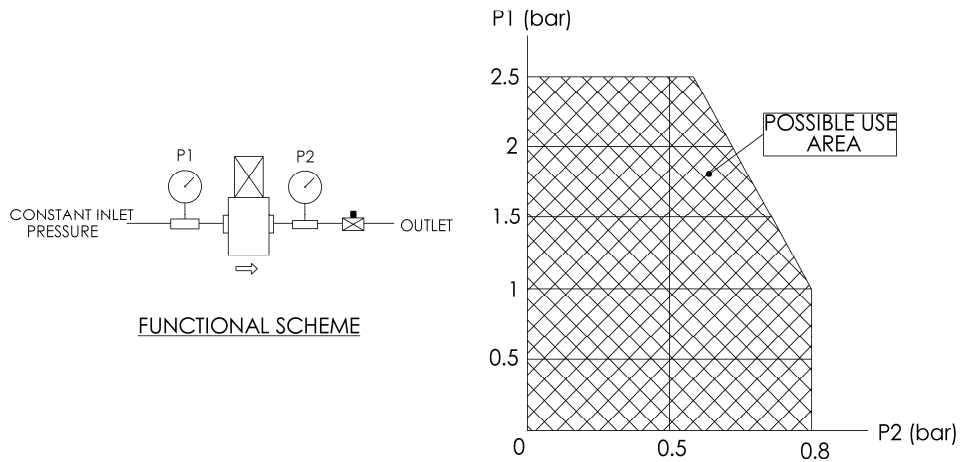 P1
P2
CONSTANT INLET
PRESSURE
OUTLET
FUNCTIONAL SCHEME
P1 (bar)
2.5
2
1.5
1
0.5
0
0.5
0.8
P2 (bar)
POSSIBLE USE
AREA